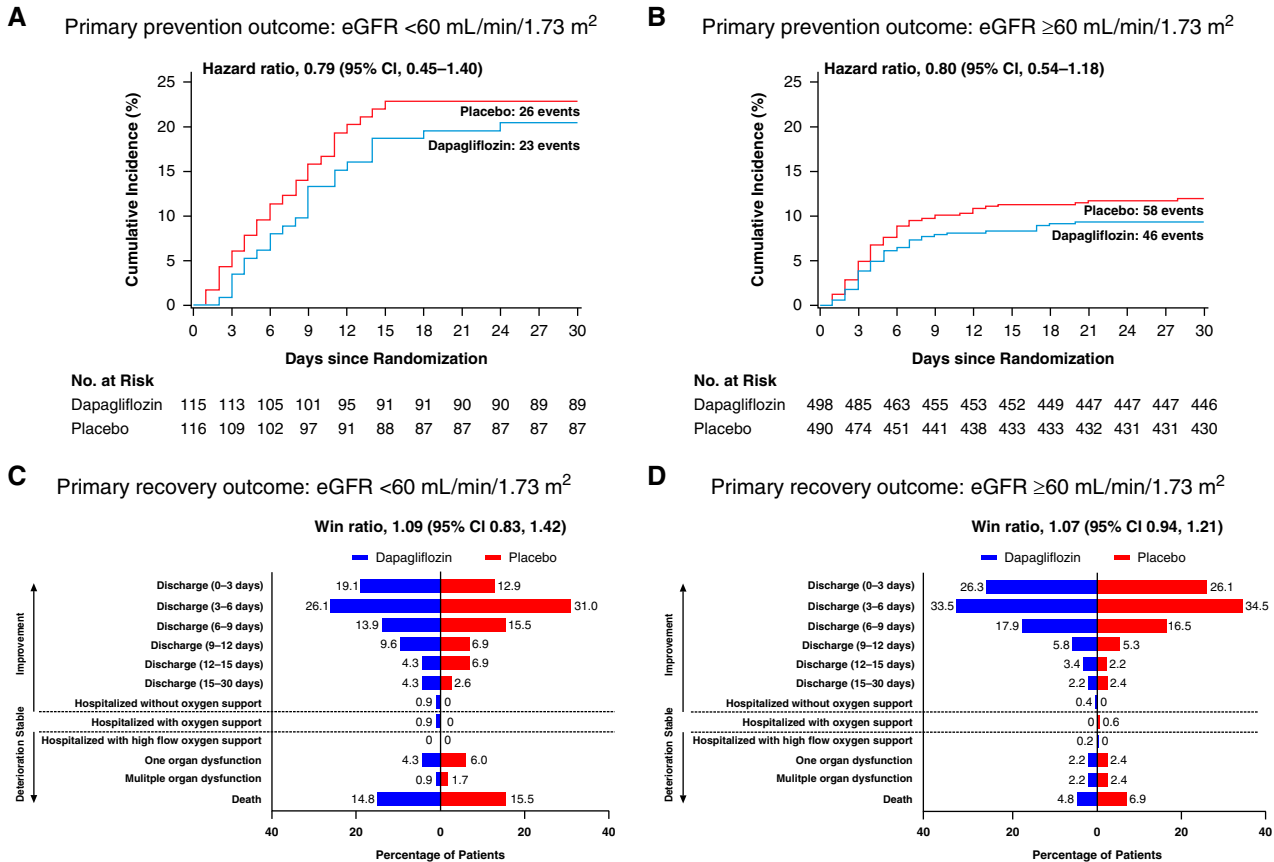 A Primary prevention outcome: eGFR <60 mL/min/1.73 m²
Hazard ratio, 0.79 (95% CI, 0.45–1.40)
Cumulative Incidence (%)
25
20
15
10
5
0
Placebo: 26 events
Dapagliflozin: 23 events
0 3 6 9 12 15 18 21 24 27 30
Days since Randomization
No. at Risk
Dapagliflozin 115 113 105 101 95 91 91 90 90 89 89
Placebo 116 109 102 97 91 88 87 87 87 87 87
B Primary prevention outcome: eGFR ≥60 mL/min/1.73 m²
Hazard ratio, 0.80 (95% CI, 0.54–1.18)
Cumulative Incidence (%)
25
20
15
10
5
0
Placebo: 58 events
Dapagliflozin: 46 events
0 3 6 9 12 15 18 21 24 27 30
Days since Randomization
No. at Risk
Dapagliflozin 498 485 463 455 453 452 449 447 447 447 446
Placebo 490 474 451 441 438 433 433 432 431 431 430
C Primary recovery outcome: eGFR <60 mL/min/1.73 m²
Win ratio, 1.09 (95% CI 0.83, 1.42)
Dapagliflozin Placebo
Improvement
Deterioration Stable
Discharge (0–3 days) 19.1 12.9
Discharge (3–6 days) 26.1 31.0
Discharge (6–9 days) 13.9 15.5
Discharge (9–12 days) 9.6 6.9
Discharge (12–15 days) 4.3 6.9
Discharge (15–30 days) 4.3 2.6
Hospitalized without oxygen support 0.9 0
Hospitalized with oxygen support 0.9 0
Hospitalized with high flow oxygen support 0 0
One organ dysfunction 4.3 6.0
Mulitple organ dysfunction 0.9 1.7
Death 14.8 15.5
40 20 0 20 40
Percentage of Patients
D Primary recovery outcome: eGFR ≥60 mL/min/1.73 m²
Win ratio, 1.07 (95% CI 0.94, 1.21)
Dapagliflozin Placebo
Improvement
Deterioration Stable
Discharge (0–3 days) 26.3 26.1
Discharge (3–6 days) 33.5 34.5
Discharge (6–9 days) 17.9 16.5
Discharge (9–12 days) 5.8 5.3
Discharge (12–15 days) 3.4 2.2
Discharge (15–30 days) 2.2 2.4
Hospitalized without oxygen support 0.4 0
Hospitalized with oxygen support 0 0.6
Hospitalized with high flow oxygen support 0.2 0
One organ dysfunction 2.2 2.4
Mulitple organ dysfunction 2.2 2.4
Death 4.8 6.9
40 20 0 20 40
Percentage of Patients